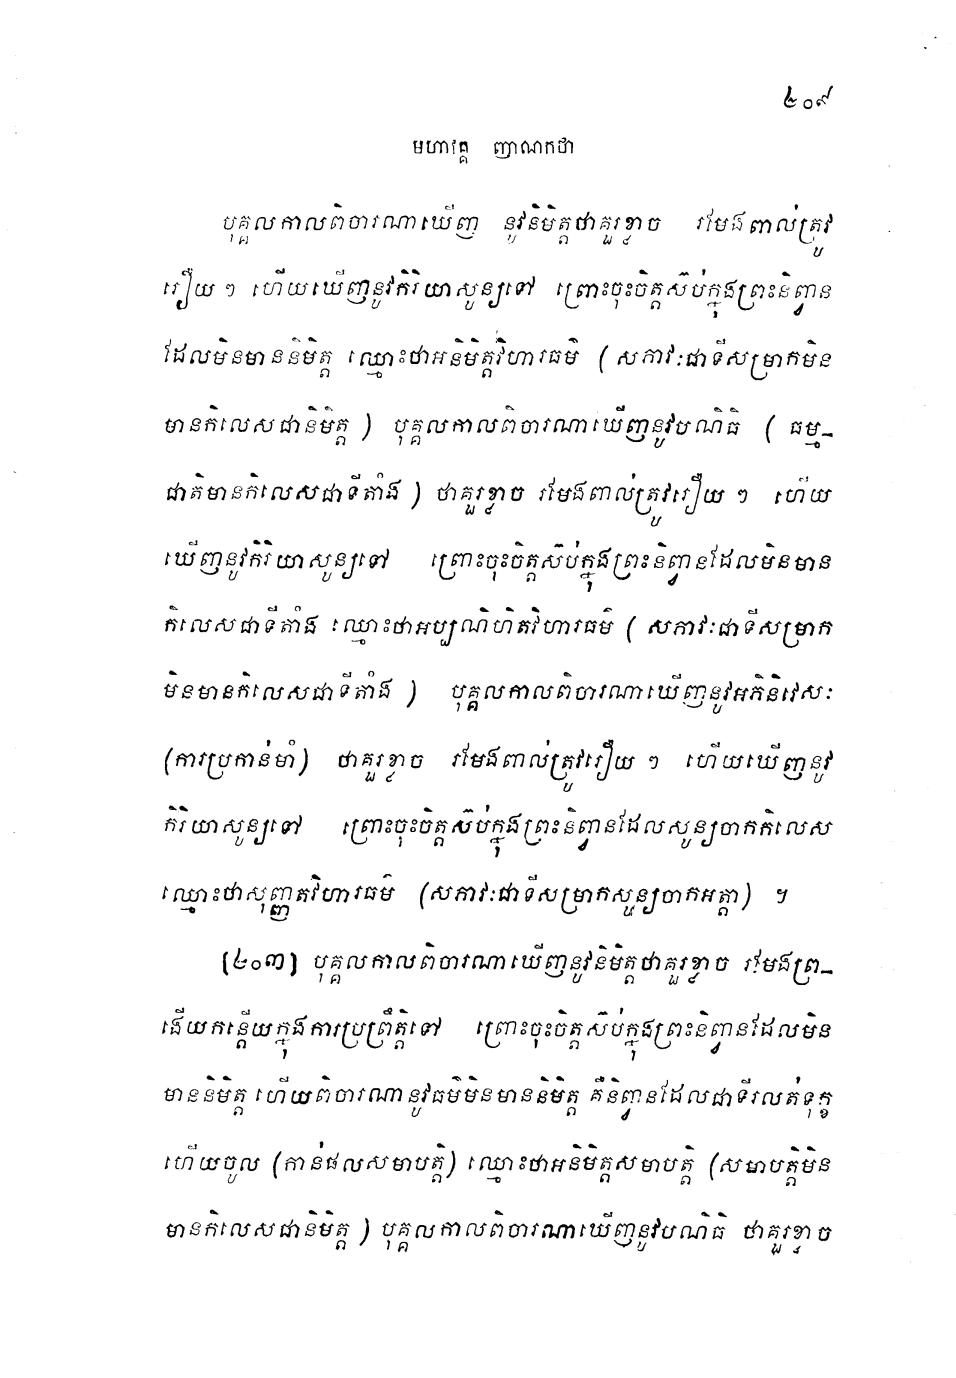 ២០៩
មហាវគ្គ ញាណកថា
បុគ្គលកាលពិចារណាឃើញ នូវនិមិត្តថាគួរខ្លាច រមែងពាល់ត្រូវ
រឿយ ៗ ហើយឃើញនូវកិរិយាសូន្យទៅ ព្រោះចុះចិត្តស៊ប់ក្នុងព្រះនិព្វាន
ដែលមិនមាននិមិត្ត ឈ្មោះថាអនិមិត្តវិហារធម៌ (សភាវៈជាទីសម្រាកមិន
មានកិលេសជានិមិត្ត) បុគ្គលកាលពិចារណាឃើញនូវបណិធិ (ធម្ម-
ជាតិមានកិលេសជាទីតាំង) ថាគួរខ្លាច រមែងពាល់ត្រូវរឿយ ៗ ហើយ
ឃើញនូវកិរិយាសូន្យទៅ ព្រោះចុះចិត្តស៊ប់ក្នុងព្រះនិព្វានដែលមិនមាន
កិលេសជាទីតាំង ឈ្មោះថាអប្បណិហិតវិហារធម៌ (សភាវៈជាទីសម្រាក
មិនមានកិលេសជាទីតាំង) បុគ្គលកាលពិចារណាឃើញនូវអភិនិវេសៈ
(ការប្រកាន់មាំ) ថាគួរខ្លាច រមែងពាល់ត្រូវរឿយ ៗ ហើយឃើញនូវ
កិរិយាសូន្យទៅ ព្រោះចុះចិត្តស៊ប់ក្នុងព្រះនិព្វានដែលសូន្យចាកកិលេស
ឈ្មោះថាសុញ្ញតវិហារធម៌ (សភាវៈជាទីសម្រាកសូន្យចាកអត្តា) ។
(២០៣) បុគ្គលកាលពិចារណាឃើញនូវនិមិត្តថាគួរខ្លាច រមែងព្រ-
ងើយកន្តើយក្នុងការប្រព្រឹត្តិទៅ ព្រោះចុះចិត្តស៊ប់ក្នុងព្រះនិព្វានដែលមិន
មាននិមិត្ត ហើយពិចារណានូវធម៌មិនមាននិមិត្ត គឺនិព្វានដែលជាទីរលត់ទុក្ខ
ហើយចូល (កាន់ផលសមាបត្តិ) ឈ្មោះថាអនិមិត្តសមាបត្តិ (សមាបត្តិមិន
មានកិលេសជានិមិត្ត) បុគ្គលកាលពិចារណាឃើញនូវបណិធិ ថាគួរខ្លាច